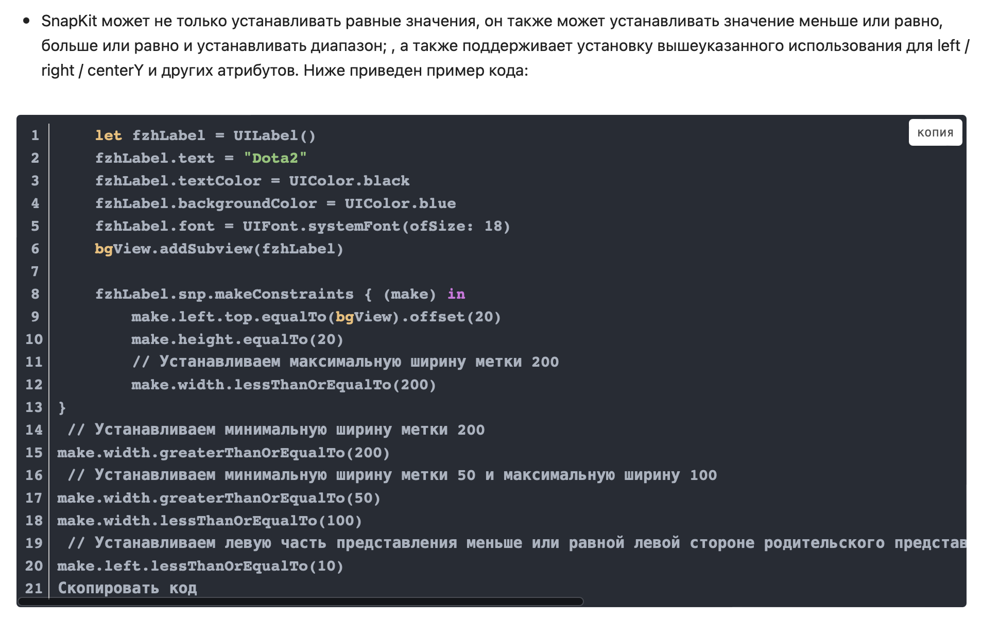 SnapKit может не только устанавливать равные значения, он также может устанавливать значение меньше или равно,
больше или равно и устанавливать диапазон; , а также поддерживает установку вышеуказанного использования для left /
right / centerY и других атрибутов. Ниже приведен пример кода:
копия
1 let fzhLabel = UILabel()
2 fzhLabel.text = "Dota2"
3 fzhLabel.textColor = UIColor.black
4 fzhLabel.backgroundColor = UIColor.blue
5 fzhLabel.font = UIFont.systemFont(ofSize: 18)
6 bgView.addSubview(fzhLabel)
7
8 fzhLabel.snp.makeConstraints { (make) in
9 make.left.top.equalTo(bgView).offset(20)
10 make.height.equalTo(20)
11 // Устанавливаем максимальную ширину метки 200
12 make.width.lessThanOrEqualTo(200)
13 }
14 // Устанавливаем минимальную ширину метки 200
15 make.width.greaterThanOrEqualTo(200)
16 // Устанавливаем минимальную ширину метки 50 и максимальную ширину 100
17 make.width.greaterThanOrEqualTo(50)
18 make.width.lessThanOrEqualTo(100)
19 // Устанавливаем левую часть представления меньше или равной левой стороне родительского представ
20 make.left.lessThanOrEqualTo(10)
21 Скопировать код